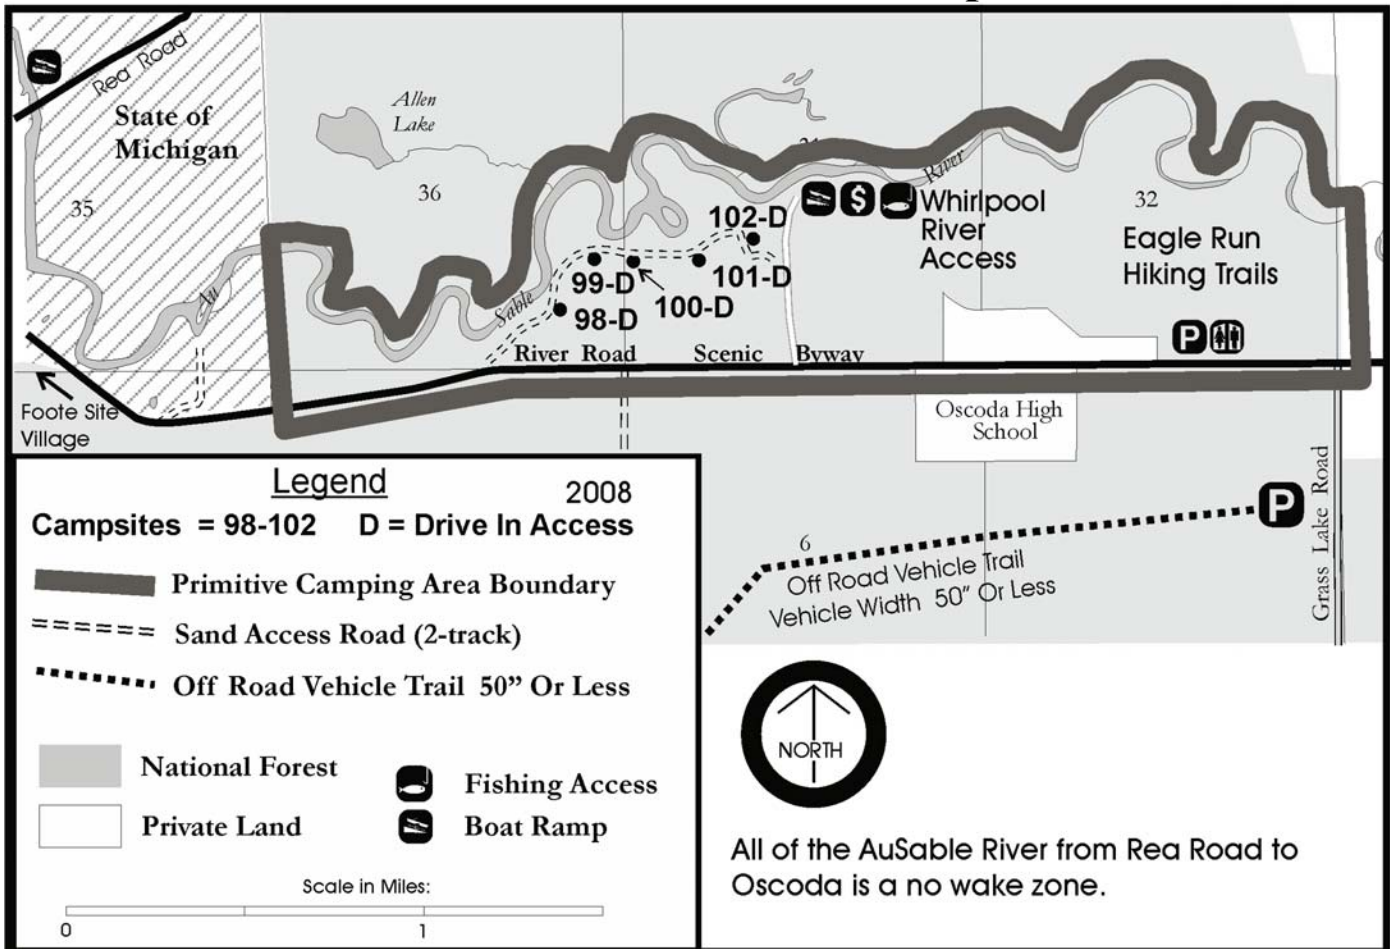 Rea Road
State of
Michigan
Allen
Lake
35
36
32
Au
Sable
River
102-D
101-D
99-D
100-D
98-D
$
Whirlpool
River
Access
Eagle Run
Hiking Trails
P
River Road Scenic Byway
Foote Site
Village
Oscoda High
School
Grass Lake Road
P
6
Off Road Vehicle Trail
Vehicle Width 50” Or Less
Legend
2008
Campsites = 98-102 D = Drive In Access
Primitive Camping Area Boundary
Sand Access Road (2-track)
Off Road Vehicle Trail 50” Or Less
National Forest
Private Land
Fishing Access
Boat Ramp
Scale in Miles:
0
1
NORTH
All of the AuSable River from Rea Road to
Oscoda is a no wake zone.